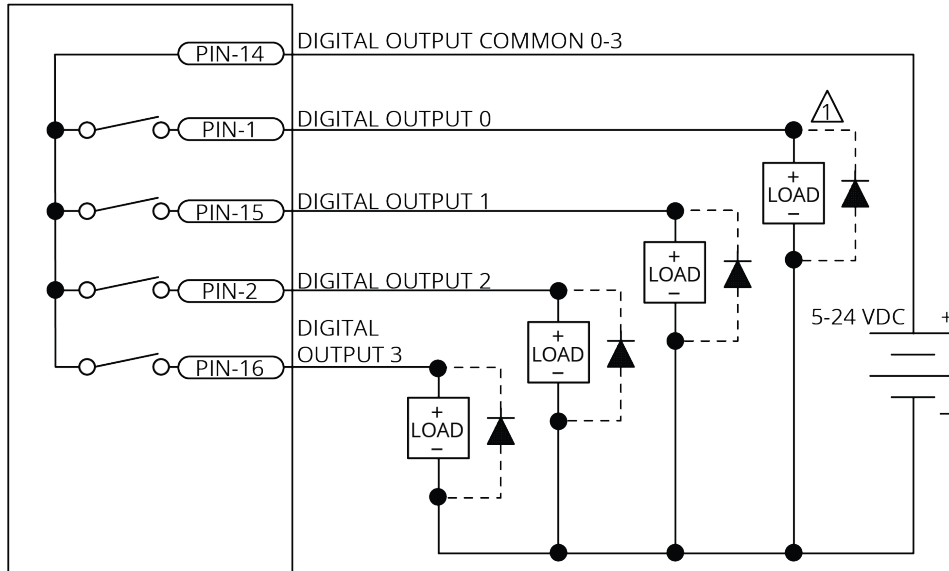 DIGITAL OUTPUT COMMON 0-3
PIN-14
1
DIGITAL OUTPUT 0
PIN-1
+
LOAD
–
DIGITAL OUTPUT 1
PIN-15
+
LOAD
–
DIGITAL OUTPUT 2
PIN-2
+
LOAD
–
5-24 VDC
+
–
DIGITAL
OUTPUT 3
PIN-16
+
LOAD
–